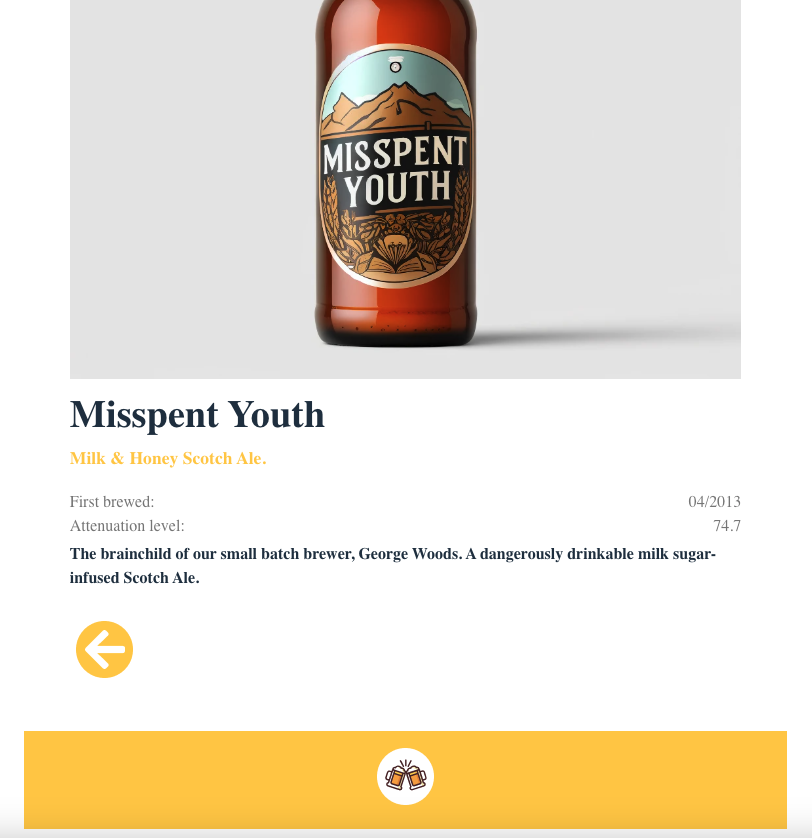 MISSPENT
YOUTH
Misspent Youth
Milk & Honey Scotch Ale.
First brewed: 04/2013
Attenuation level: 74.7
The brainchild of our small batch brewer, George Woods. A dangerously drinkable milk sugar-
infused Scotch Ale.